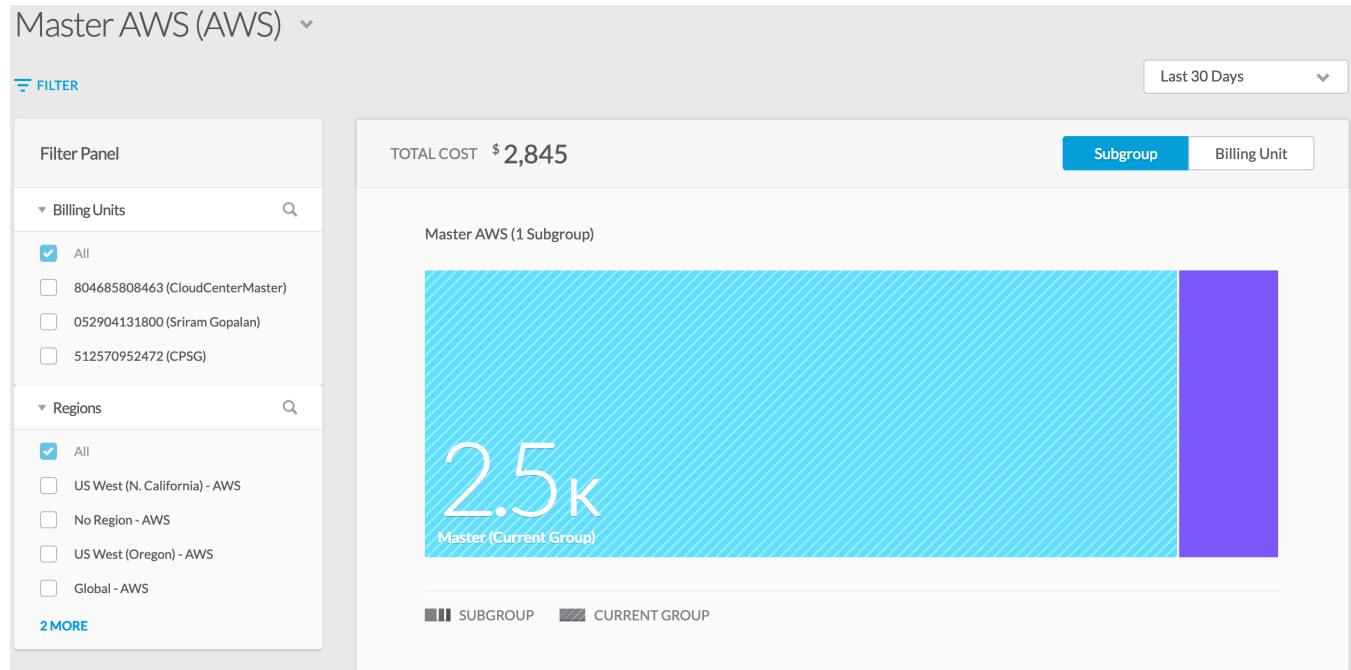 Master AWS (AWS)
FILTER
Last 30 Days
Filter Panel
Billing Units
All
804685808463 (CloudCenterMaster)
052904131800 (Sriram Gopalan)
512570952472 (CPSG)
Regions
All
US West (N. California) - AWS
No Region - AWS
US West (Oregon) - AWS
Global - AWS
2 MORE
TOTAL COST $ 2,845
Subgroup
Billing Unit
Master AWS (1 Subgroup)
2.5 K
Master (Current Group)
SUBGROUP
CURRENT GROUP